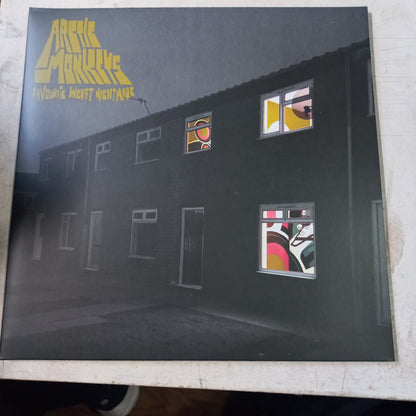 ARCTIC
MONKEYS
FAVOURITE WORST NIGHTMARE